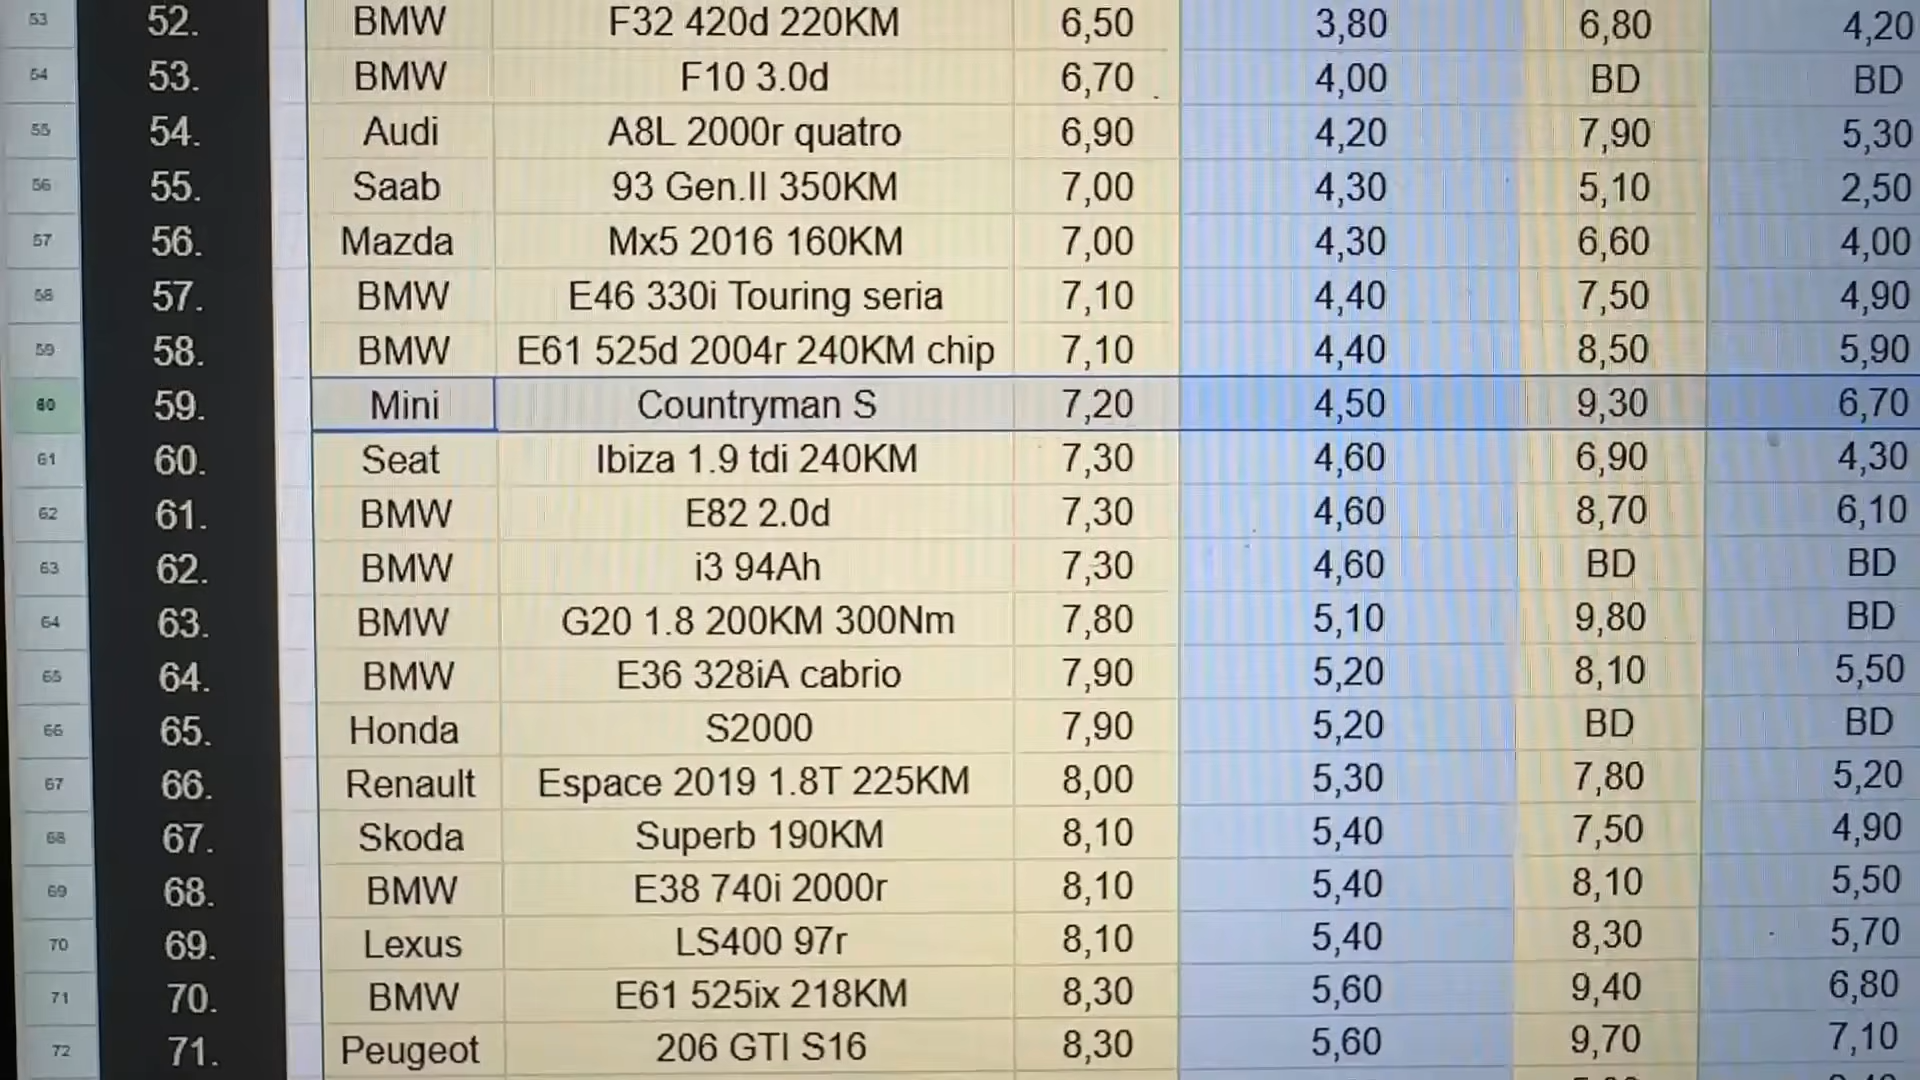 53 52. BMW F32 420d 220KM 6,50 3,80 6,80 4,20
54 53. BMW F10 3.0d 6,70 4,00 BD BD
55 54. Audi A8L 2000r quatro 6,90 4,20 7,90 5,30
56 55. Saab 93 Gen.II 350KM 7,00 4,30 5,10 2,50
57 56. Mazda Mx5 2016 160KM 7,00 4,30 6,60 4,00
58 57. BMW E46 330i Touring seria 7,10 4,40 7,50 4,90
59 58. BMW E61 525d 2004r 240KM chip 7,10 4,40 8,50 5,90
60 59. Mini Countryman S 7,20 4,50 9,30 6,70
61 60. Seat Ibiza 1.9 tdi 240KM 7,30 4,60 6,90 4,30
62 61. BMW E82 2.0d 7,30 4,60 8,70 6,10
63 62. BMW i3 94Ah 7,30 4,60 BD BD
64 63. BMW G20 1.8 200KM 300Nm 7,80 5,10 9,80 BD
65 64. BMW E36 328iA cabrio 7,90 5,20 8,10 5,50
66 65. Honda S2000 7,90 5,20 BD BD
67 66. Renault Espace 2019 1.8T 225KM 8,00 5,30 7,80 5,20
68 67. Skoda Superb 190KM 8,10 5,40 7,50 4,90
69 68. BMW E38 740i 2000r 8,10 5,40 8,10 5,50
70 69. Lexus LS400 97r 8,10 5,40 8,30 5,70
71 70. BMW E61 525ix 218KM 8,30 5,60 9,40 6,80
72 71. Peugeot 206 GTI S16 8,30 5,60 9,70 7,10